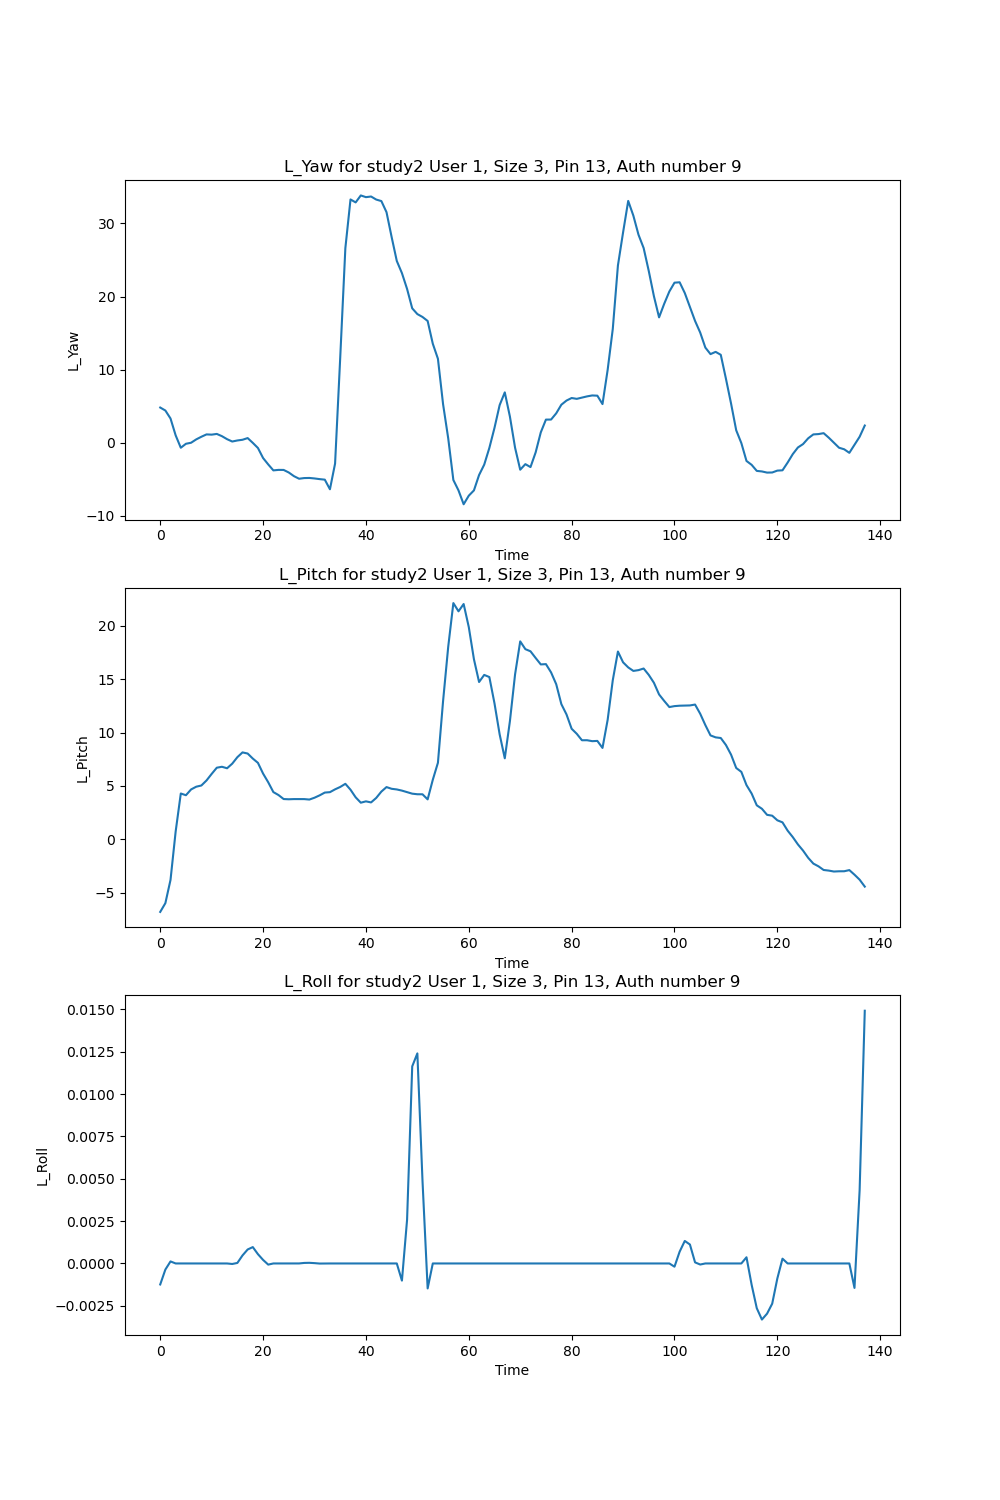 L_Yaw for study2 User 1, Size 3, Pin 13, Auth number 9
30
20
10
0
−10
L_Yaw
0 20 40 60 80 100 120 140
Time
L_Pitch for study2 User 1, Size 3, Pin 13, Auth number 9
20
15
10
5
0
−5
L_Pitch
0 20 40 60 80 100 120 140
Time
L_Roll for study2 User 1, Size 3, Pin 13, Auth number 9
0.0150
0.0125
0.0100
0.0075
0.0050
0.0025
0.0000
−0.0025
L_Roll
0 20 40 60 80 100 120 140
Time